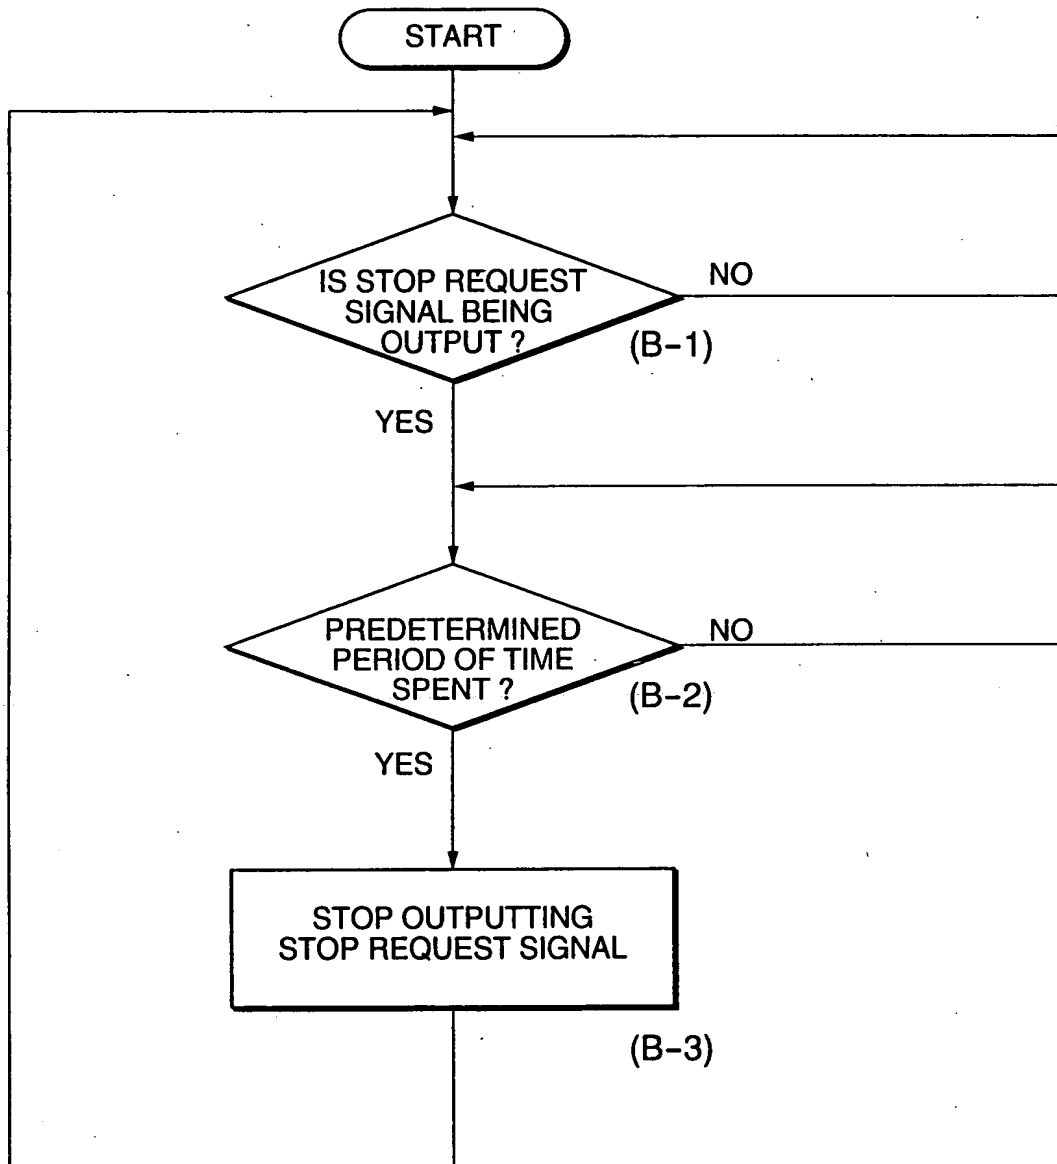 START
IS STOP REQUEST
SIGNAL BEING
OUTPUT ?
NO
(B-1)
YES
PREDETERMINED
PERIOD OF TIME
SPENT ?
NO
(B-2)
YES
STOP OUTPUTTING
STOP REQUEST SIGNAL
(B-3)